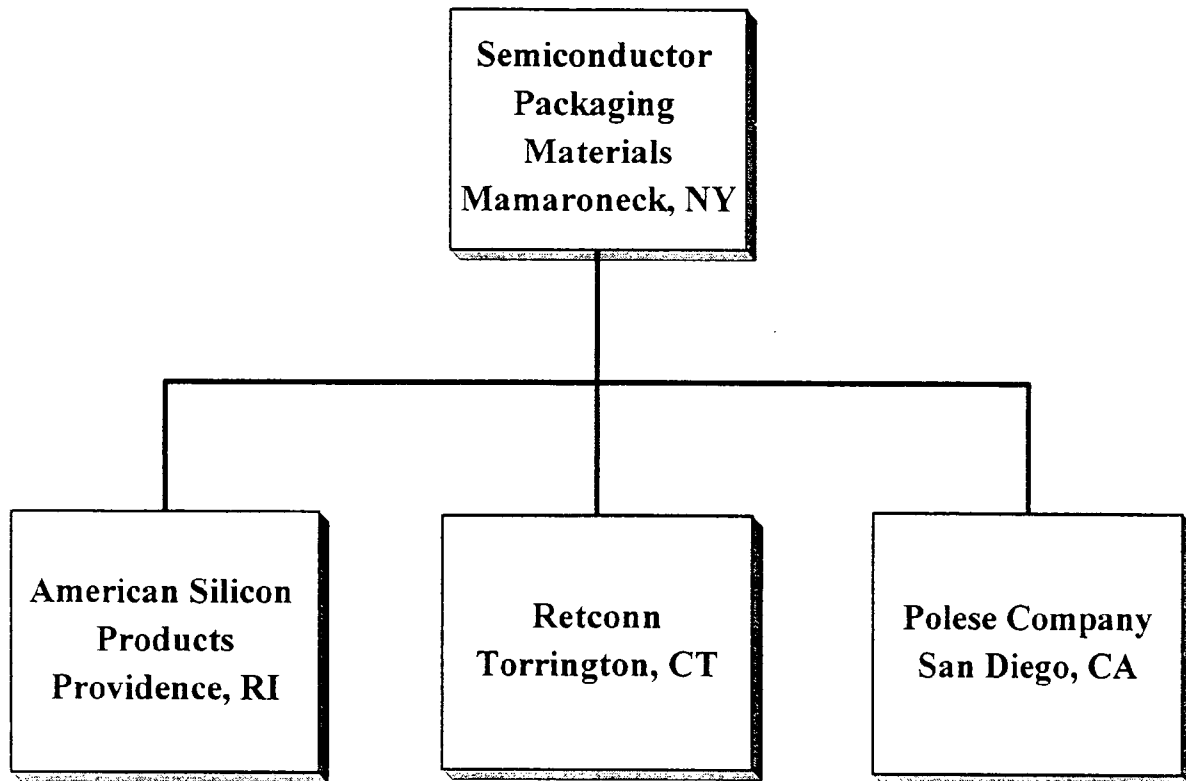 Semiconductor
Packaging
Materials
Mamaroneck, NY
American Silicon
Products
Providence, RI
Retconn
Torrington, CT
Polese Company
San Diego, CA